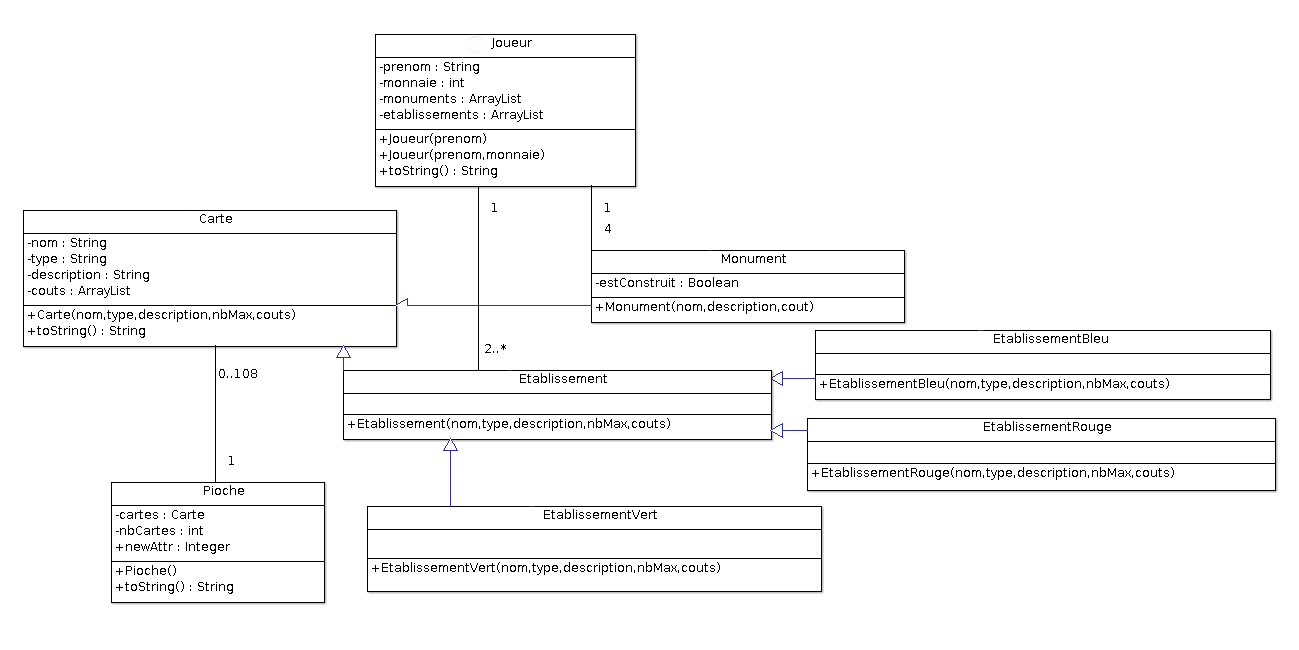 Joueur
-prenom : String
-monnaie : int
-monuments : ArrayList
-etablissements : ArrayList
+Joueur(prenom)
+Joueur(prenom,monnaie)
+toString() : String
1
1
4
Carte
-nom : String
-type : String
-description : String
-couts : ArrayList
+Carte(nom,type,description,nbMax,couts)
+toString() : String
Monument
-estConstruit : Boolean
+Monument(nom,description,cout)
2..*
0..108
1
Etablissement
+Etablissement(nom,type,description,nbMax,couts)
EtablissementBleu
+EtablissementBleu(nom,type,description,nbMax,couts)
EtablissementRouge
+EtablissementRouge(nom,type,description,nbMax,couts)
Pioche
-cartes : Carte
-nbCartes : int
+newAttr : Integer
+Pioche()
+toString() : String
EtablissementVert
+EtablissementVert(nom,type,description,nbMax,couts)